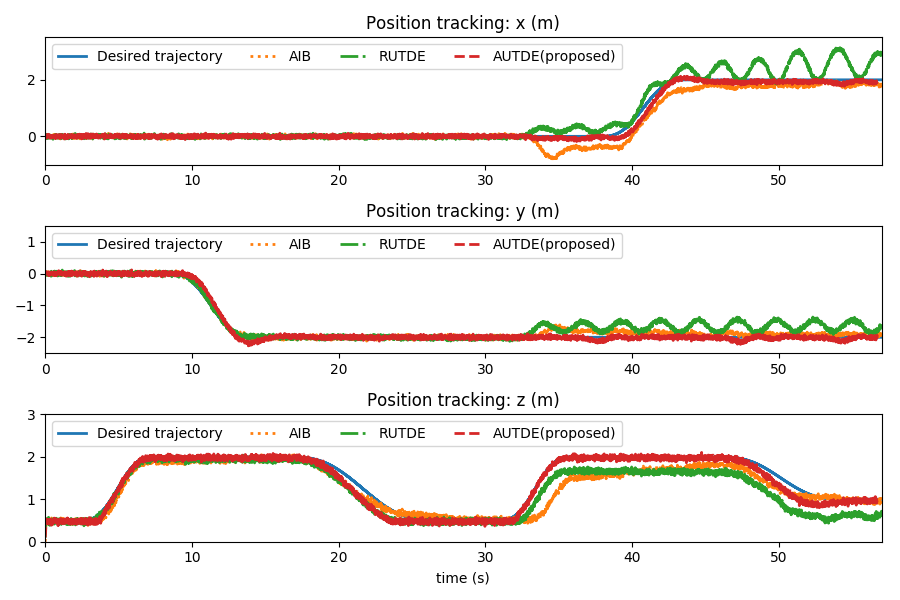 Position tracking: x (m)
Desired trajectory AIB RUTDE AUTDE(proposed)
2
0
0 10 20 30 40 50
Position tracking: y (m)
Desired trajectory AIB RUTDE AUTDE(proposed)
1
0
−1
−2
0 10 20 30 40 50
Position tracking: z (m)
3
Desired trajectory AIB RUTDE AUTDE(proposed)
2
1
0
0 10 20 30 40 50
time (s)